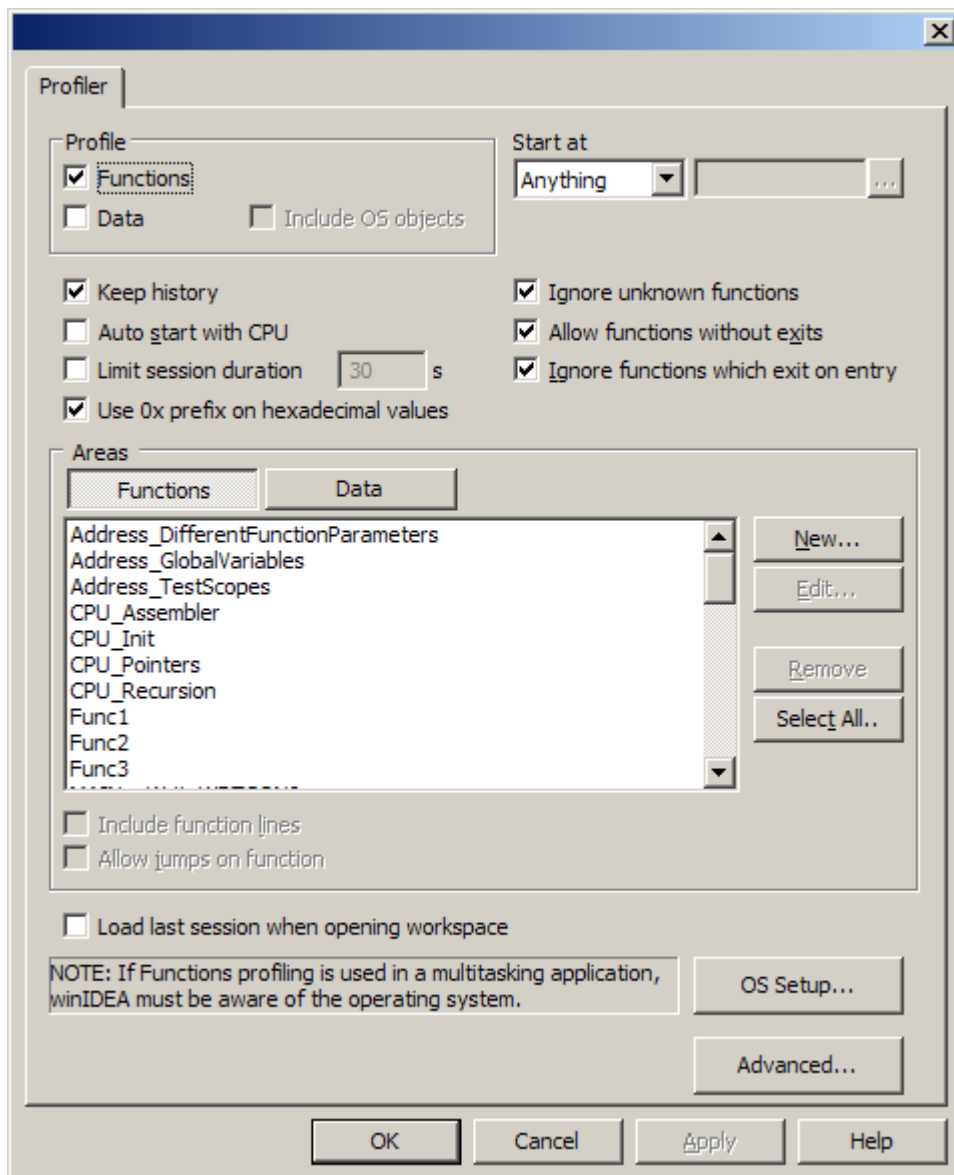 Profiler
Profile
Functions
Data
Include OS objects
Start at
Anything
...
Keep history
Auto start with CPU
Limit session duration 30 s
Use 0x prefix on hexadecimal values
Ignore unknown functions
Allow functions without exits
Ignore functions which exit on entry
Areas
Functions Data
Address_DifferentFunctionParameters
Address_GlobalVariables
Address_TestScopes
CPU_Assembler
CPU_Init
CPU_Pointers
CPU_Recursion
Func1
Func2
Func3
New...
Edit...
Remove
Select All..
Include function lines
Allow jumps on function
Load last session when opening workspace
NOTE: If Functions profiling is used in a multitasking application,
winIDEA must be aware of the operating system.
OS Setup...
Advanced...
OK Cancel Apply Help